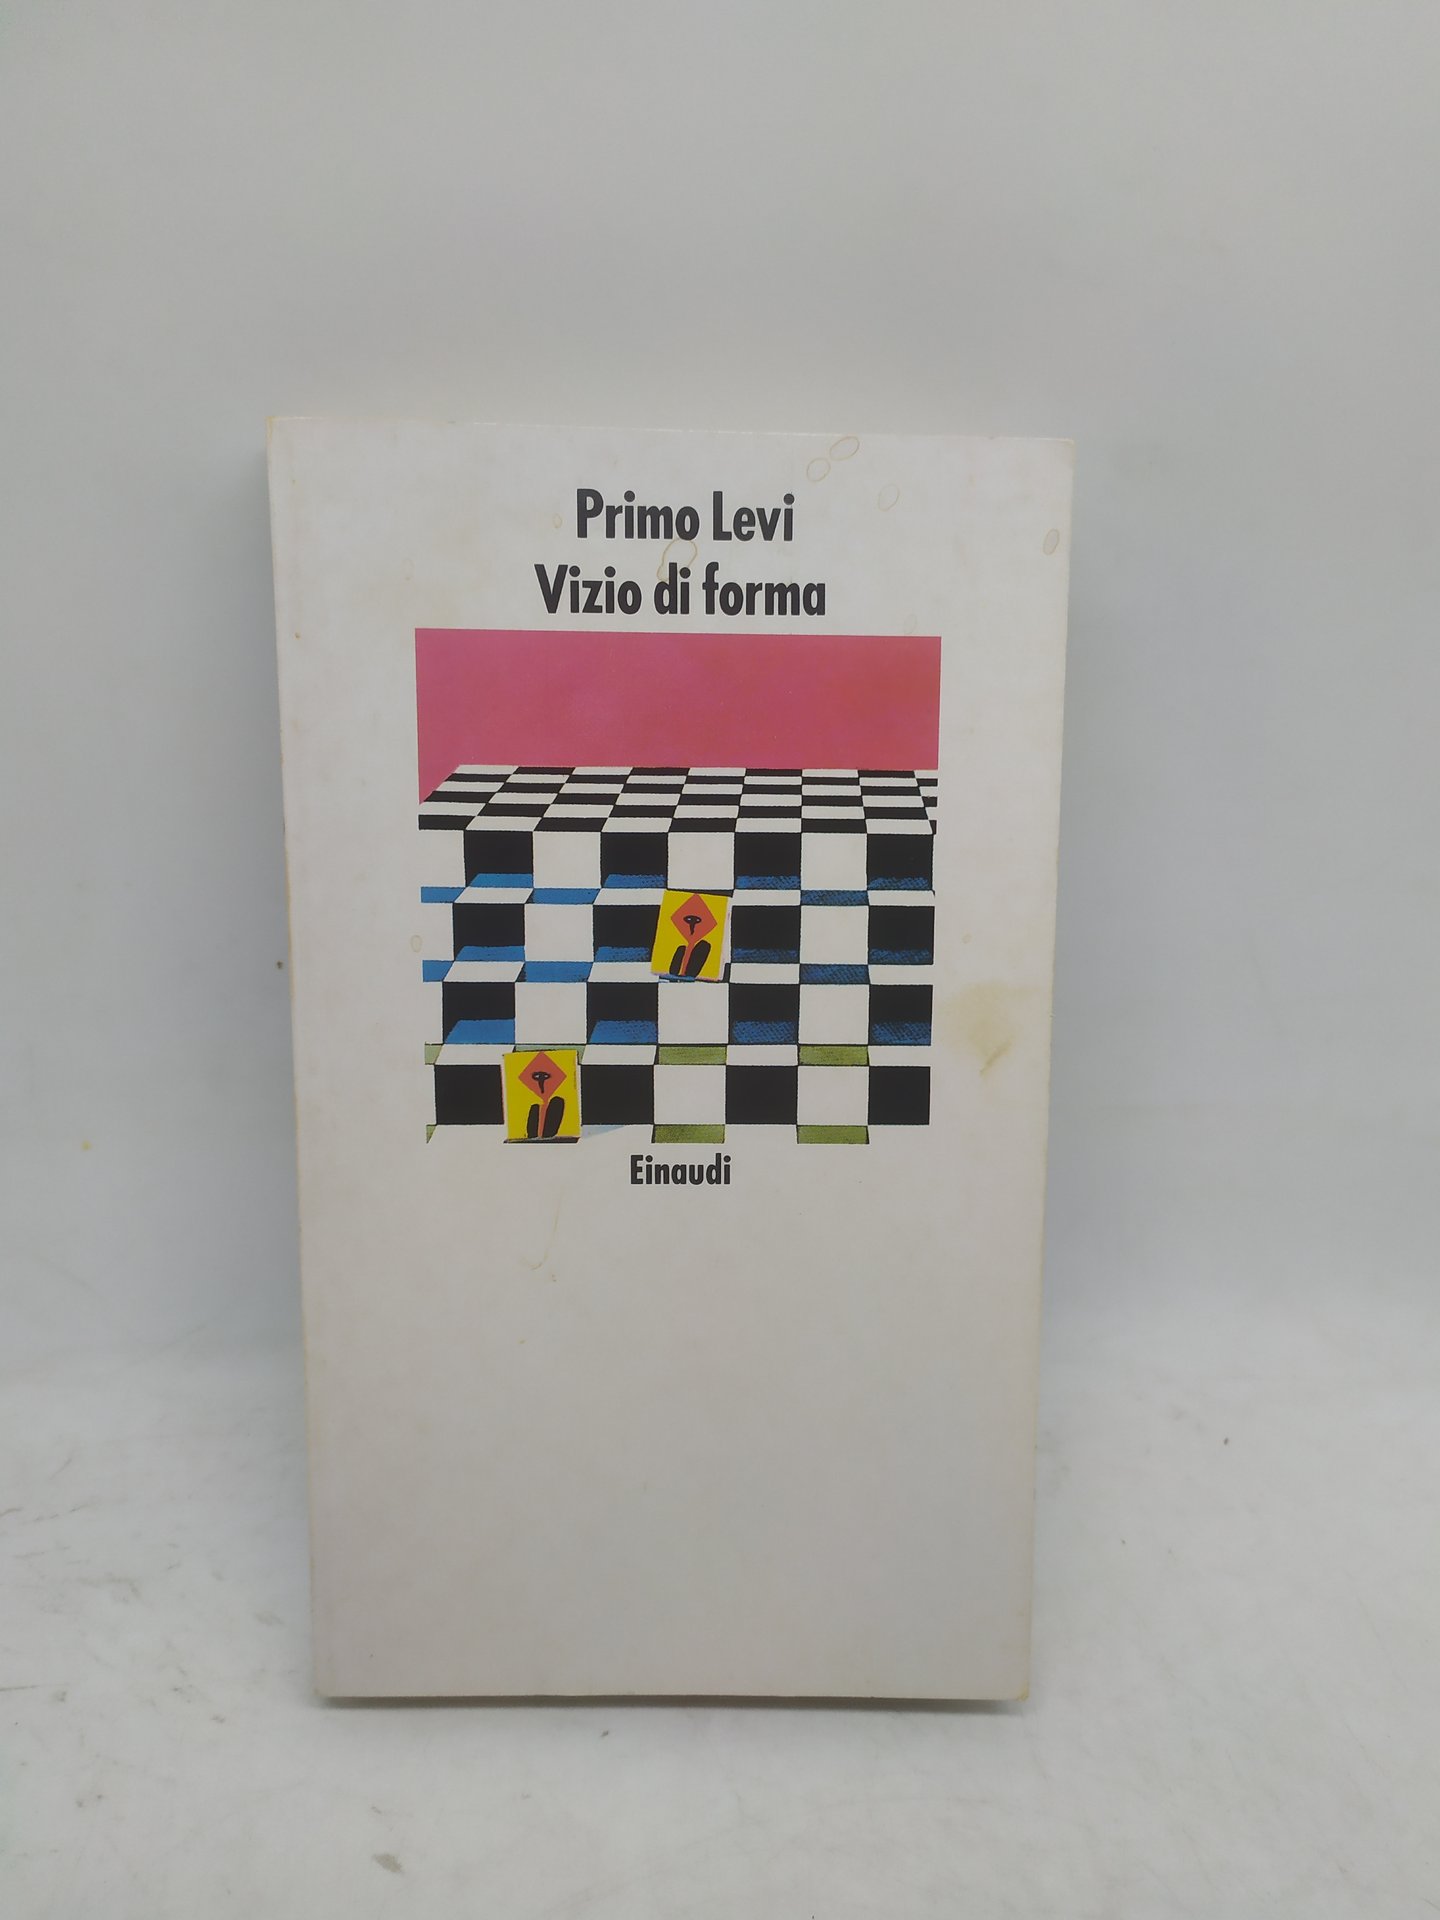 Primo Levi
Vizio di forma
Einaudi